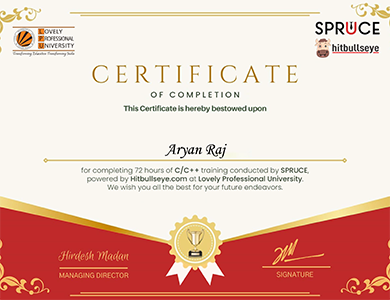 LOVELY
PROFESSIONAL
UNIVERSITY
Transforming Education Transforming India
SPRUCE
hitbullseye
CERTIFICATE
OF COMPLETION
This Certificate is hereby bestowed upon
Aryan Raj
for completing 72 hours of C/C++ training conducted by SPRUCE,
powered by Hitbullseye.com at Lovely Professional University.
We wish you all the best for your future endeavors.
Hirdesh Madan
MANAGING DIRECTOR
SIGNATURE